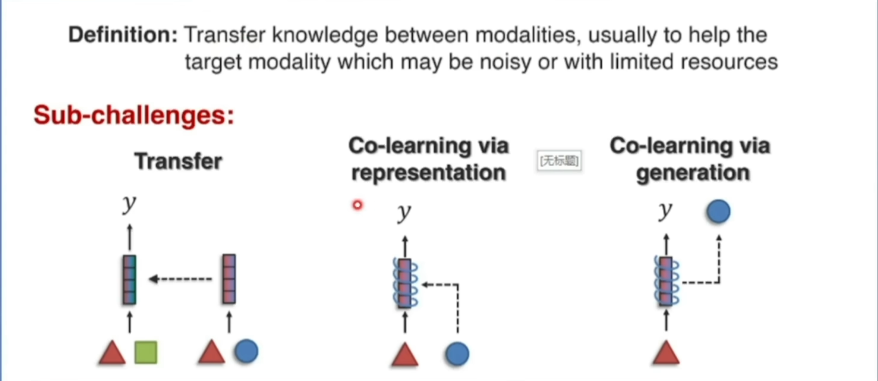 Definition: Transfer knowledge between modalities, usually to help the
target modality which may be noisy or with limited resources
Sub-challenges:
Transfer
Co-learning via
representation
[无标题]
Co-learning via
generation
y
y
y